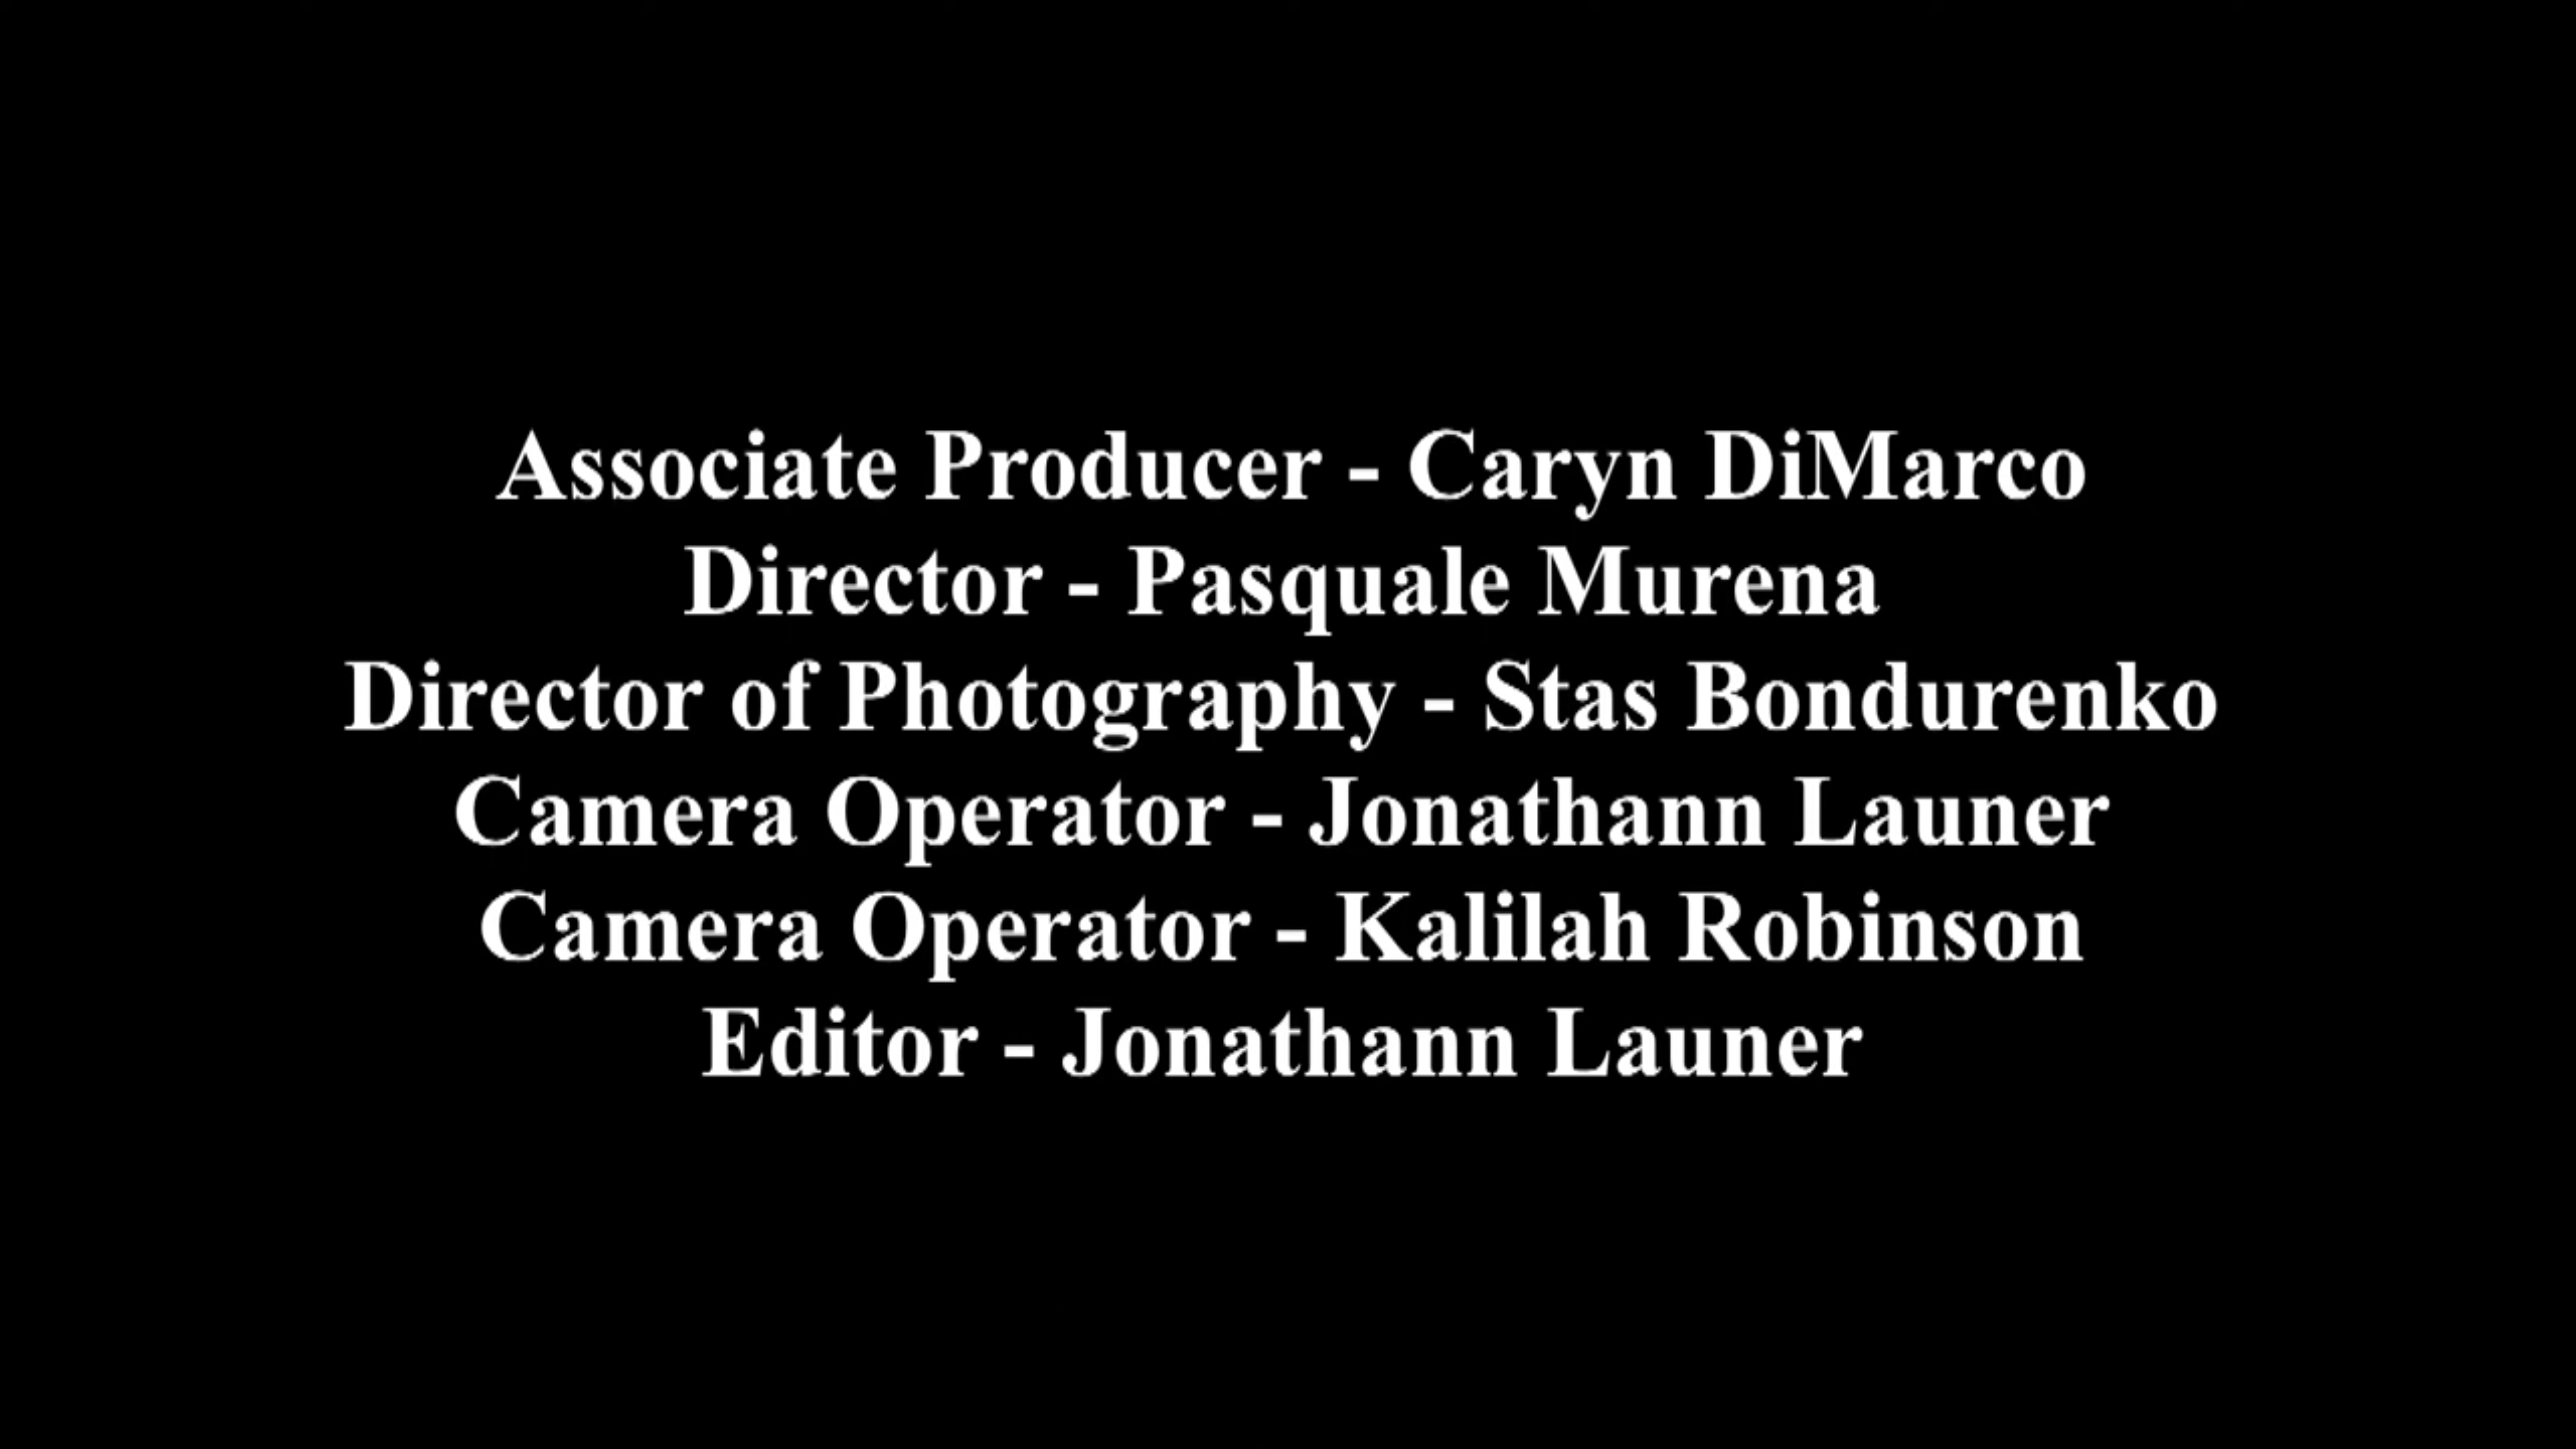 Associate Producer - Caryn DiMarco
Director - Pasquale Murena
Director of Photography - Stas Bondurenko
Camera Operator - Jonathann Launer
Camera Operator - Kalilah Robinson
Editor - Jonathann Launer